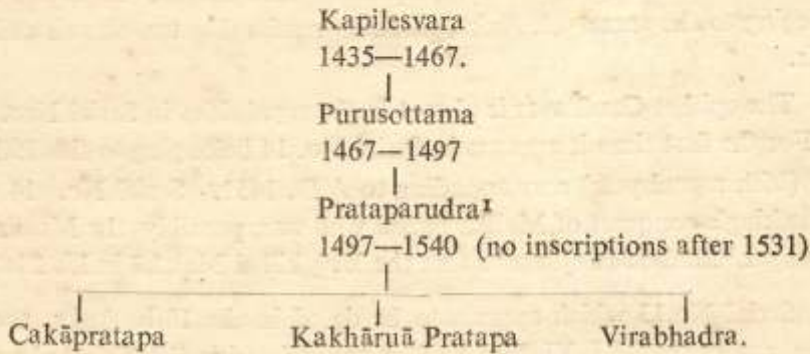 Kapilesvara
1435—1467.
Purusottama
1467—1497
Prataparudra¹
1497—1540 (no inscriptions after 1531)
Cakāpratapa Kakhāruā Pratapa Virabhadra.